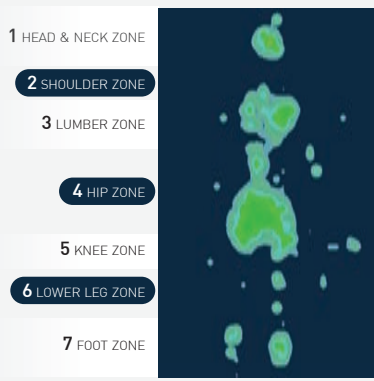 1 HEAD & NECK ZONE
2 SHOULDER ZONE
3 LUMBER ZONE
4 HIP ZONE
5 KNEE ZONE
6 LOWER LEG ZONE
7 FOOT ZONE